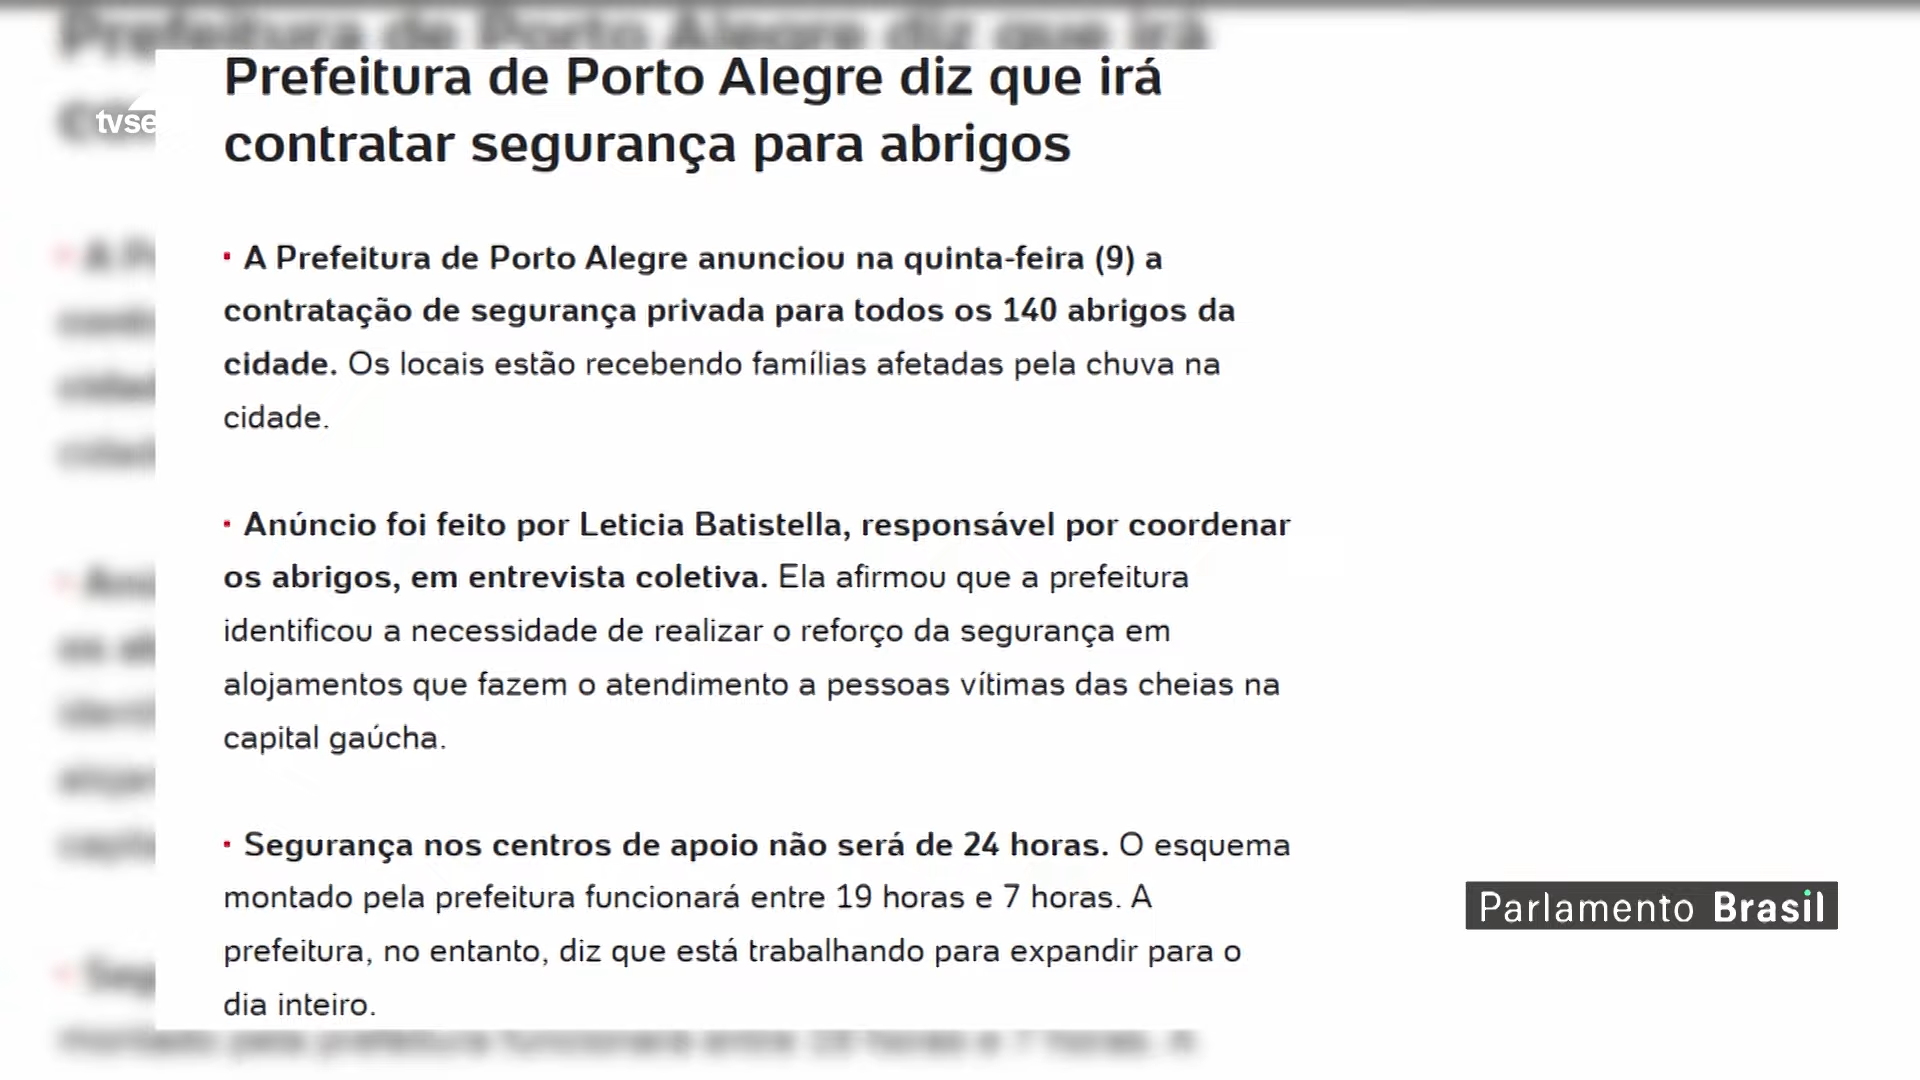 Prefeitura de Porto Alegre diz que irá
contratar segurança para abrigos
tvse
· A Prefeitura de Porto Alegre anunciou na quinta-feira (9) a
contratação de segurança privada para todos os 140 abrigos da
cidade. Os locais estão recebendo famílias afetadas pela chuva na
cidade.
· Anúncio foi feito por Leticia Batistella, responsável por coordenar
os abrigos, em entrevista coletiva. Ela afirmou que a prefeitura
identificou a necessidade de realizar o reforço da segurança em
alojamentos que fazem o atendimento a pessoas vítimas das cheias na
capital gaúcha.
· Segurança nos centros de apoio não será de 24 horas. O esquema
montado pela prefeitura funcionará entre 19 horas e 7 horas. A
prefeitura, no entanto, diz que está trabalhando para expandir para o
dia inteiro.
Parlamento Brasil